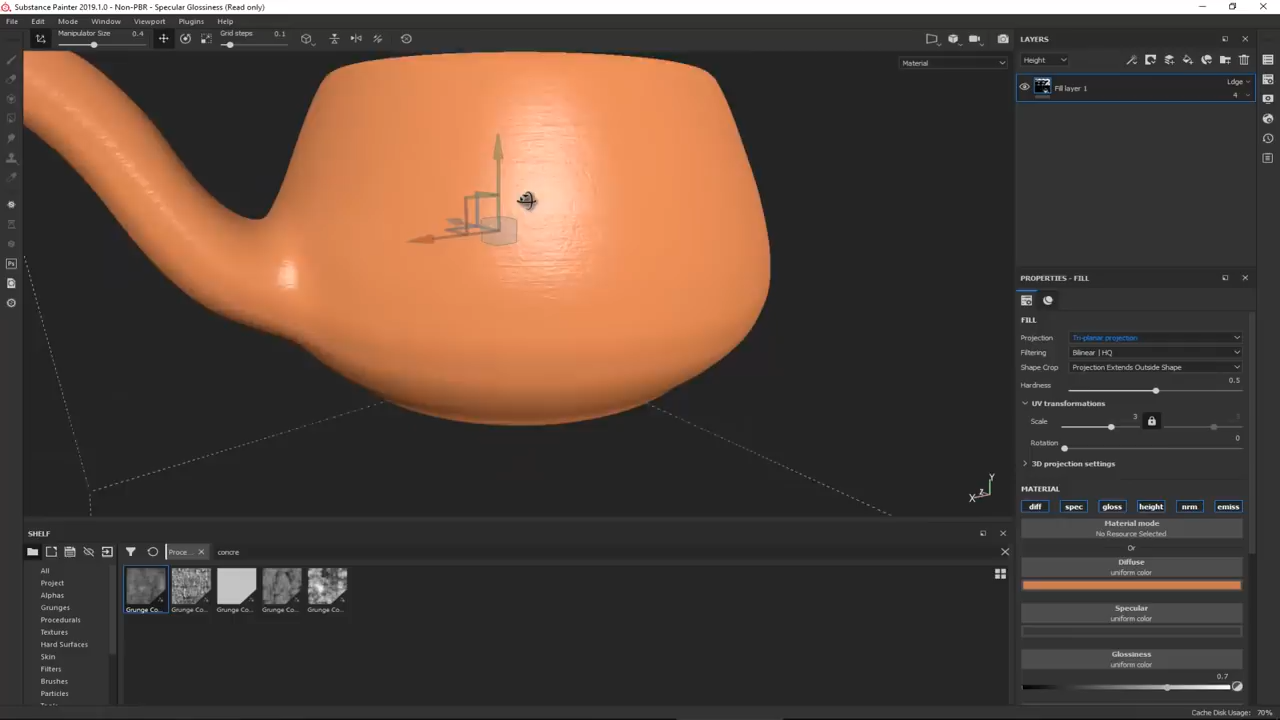 Substance Painter 2019.1.0 - Non-PBR - Specular Glossiness (Read only)
File Edit Mode Window Viewport Plugins Help
Manipulator Size 0.4
Grid steps 0.1
Material
LAYERS
Height
Fill layer 1
Ldge
4
PROPERTIES - FILL
FILL
Projection Tri-planar projection
Filtering Bilinear | HQ
Shape Crop Projection Extends Outside Shape
Hardness 0.5
UV transformations
Scale 3
Rotation 0
3D projection settings
MATERIAL
diff spec gloss height nrm emiss
Material mode
No Resource Selected
Or
Diffuse
uniform color
Specular
uniform color
Glossiness
uniform color
0.7
Y
X Z
SHELF
Proce... concre
All
Project
Alphas
Grunges
Procedurals
Textures
Hard Surfaces
Skin
Filters
Brushes
Particles
Grunge Co... Grunge Co... Grunge Co... Grunge Co... Grunge Co...
Ps
Cache Disk Usage: 70%